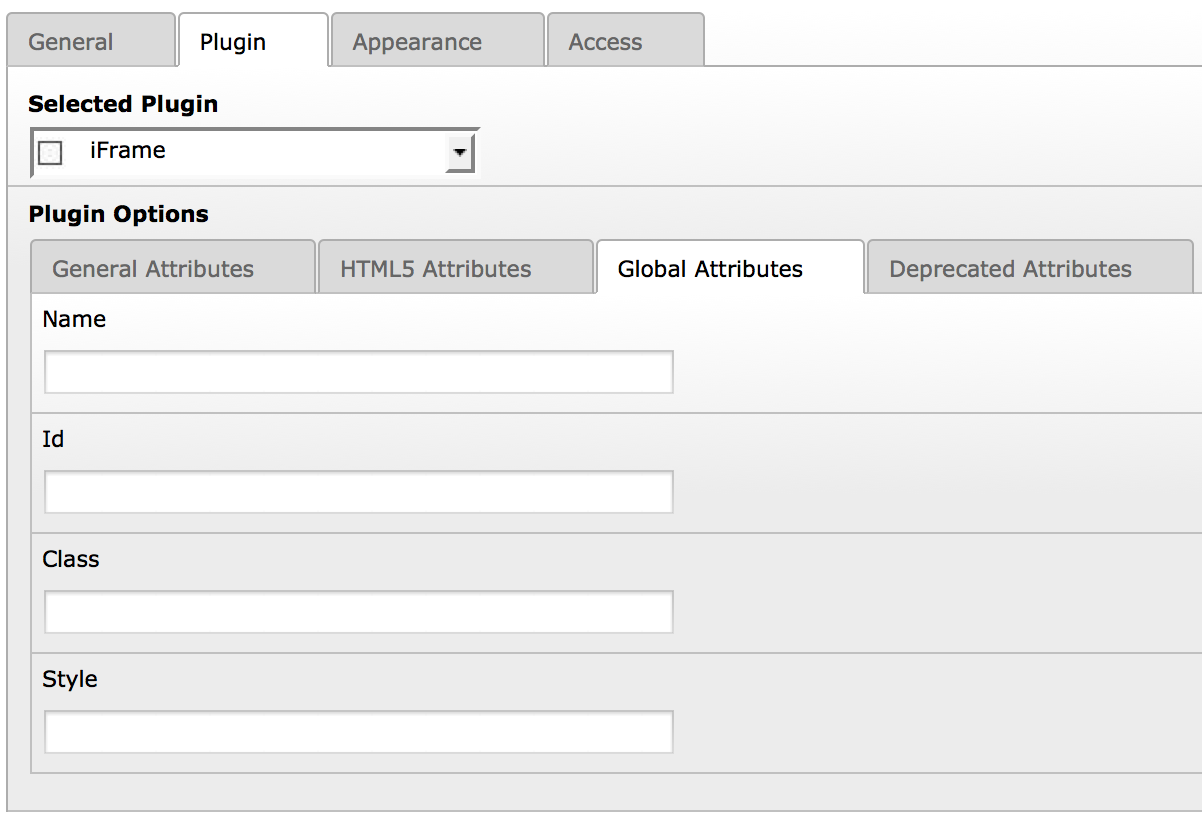 General Plugin Appearance Access
Selected Plugin
iFrame
Plugin Options
General Attributes HTML5 Attributes Global Attributes Deprecated Attributes
Name
Id
Class
Style